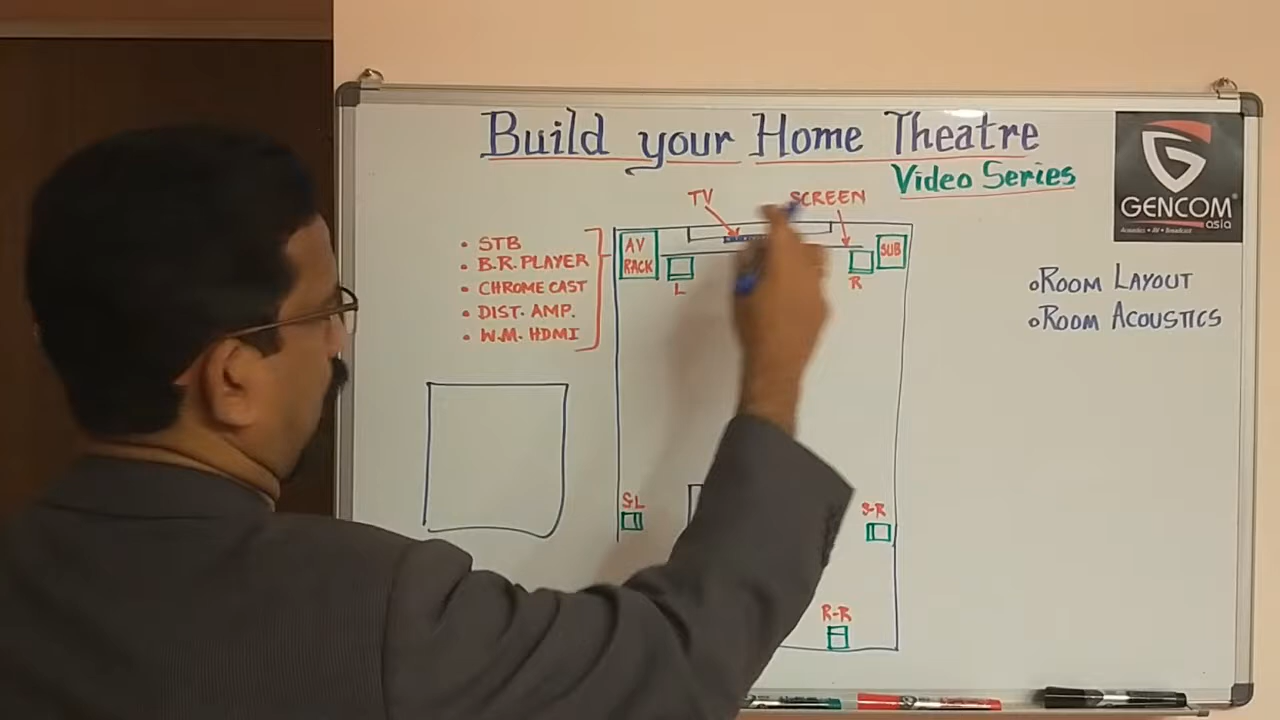 Build your Home Theatre
Video Series
GENCOM®
asia
Acoustics • AV • Broadcast
TV
SCREEN
• STB
• B.R. PLAYER
• CHROME CAST
• DIST. AMP.
• W.M. HDMI
AV
RACK
SUB
L
R
• ROOM LAYOUT
• ROOM ACOUSTICS
S-L
S-R
R-R